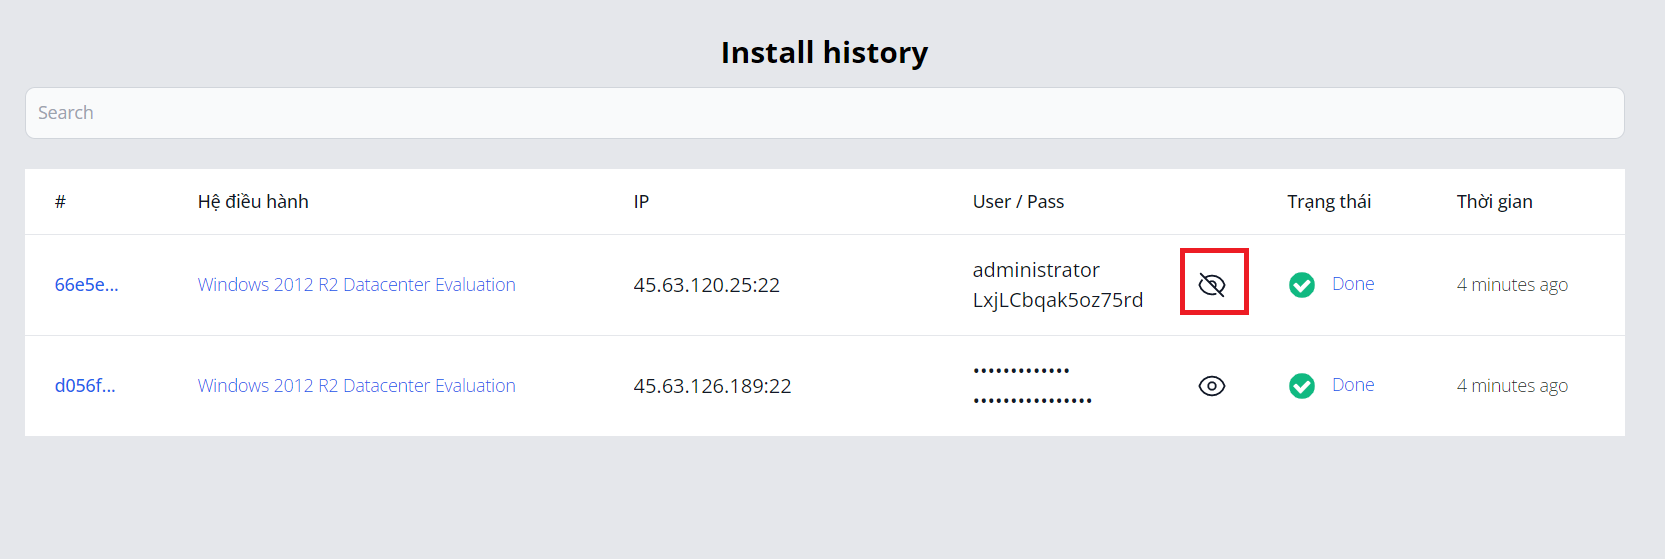 Install history
Search
# Hệ điều hành IP User / Pass Trạng thái Thời gian
66e5e... Windows 2012 R2 Datacenter Evaluation 45.63.120.25:22 administrator Done 4 minutes ago
LxjLCbqak5oz75rd
d056f... Windows 2012 R2 Datacenter Evaluation 45.63.126.189:22 ••••••••••••• Done 4 minutes ago
••••••••••••••••